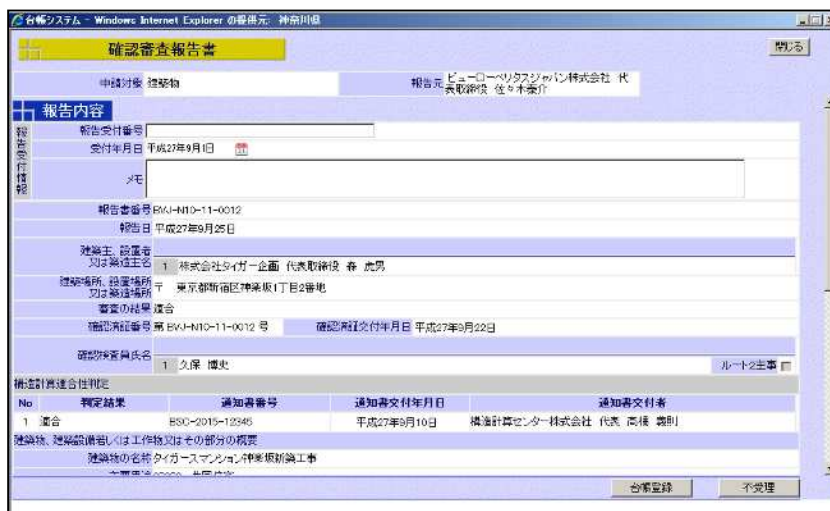 台帳システム - Windows Internet Explorer の提供元: 神奈川県
確認審査報告書
閉じる
申請対象 建築物
報告元 ビューローベリタスジャパン株式会社 代表取締役 佐々木泰介
報告内容
報告受付情報
報告受付番号
受付年月日 平成27年9月1日
メモ
報告書番号 BVJ-N10-11-0012
報告日 平成27年9月25日
建築主、設置者
又は築造主名
1 株式会社タイガー企画 代表取締役 春 虎男
建築場所、設置場所
又は築造場所
〒 東京都新宿区神楽坂1丁目2番地
審査の結果 適合
確認済証番号 第 BVJ-N10-11-0012 号 確認済証交付年月日 平成27年9月22日
確認検査員氏名
1 久保 博史
ルート2主事
構造計算適合性判定
No 判定結果 通知書番号 通知書交付年月日 通知書交付者
1 適合 BSC-2015-12345 平成27年9月10日 構造計算センター株式会社 代表 高橋 義則
建築物、建築設備若しくは工作物又はその部分の概要
建築物の名称 タイガースマンション神楽坂新築工事
台帳登録 不受理